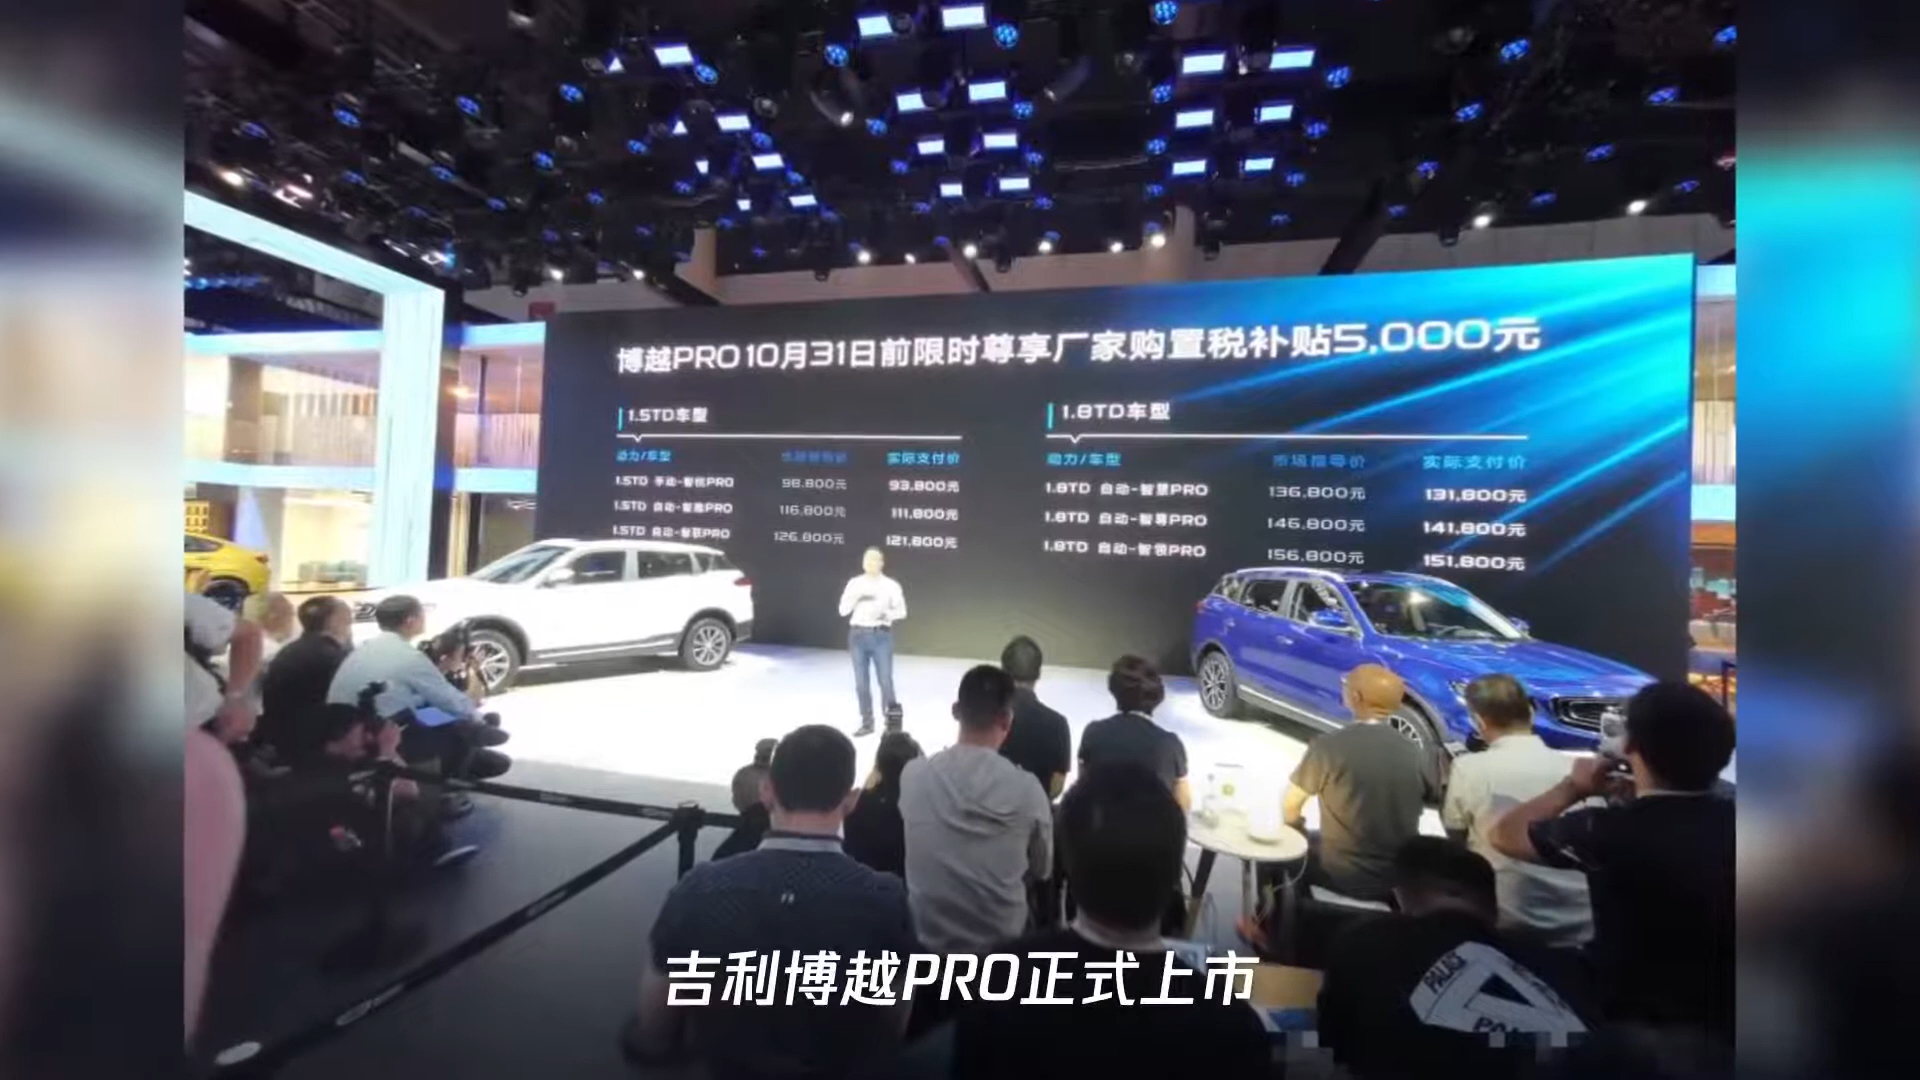 博越PRO 10月31日前限时尊享厂家购置税补贴5,000元
1.5TD车型
动力/车型 市场指导价 实际支付价
1.5TD 手动-智悦PRO 98,800元 93,800元
1.5TD 自动-智雅PRO 116,800元 111,800元
1.5TD 自动-智联PRO 126,800元 121,800元
1.8TD车型
动力/车型 市场指导价 实际支付价
1.8TD 自动-智慧PRO 136,800元 131,800元
1.8TD 自动-智尊PRO 146,800元 141,800元
1.8TD 自动-智领PRO 156,800元 151,800元
吉利博越PRO正式上市